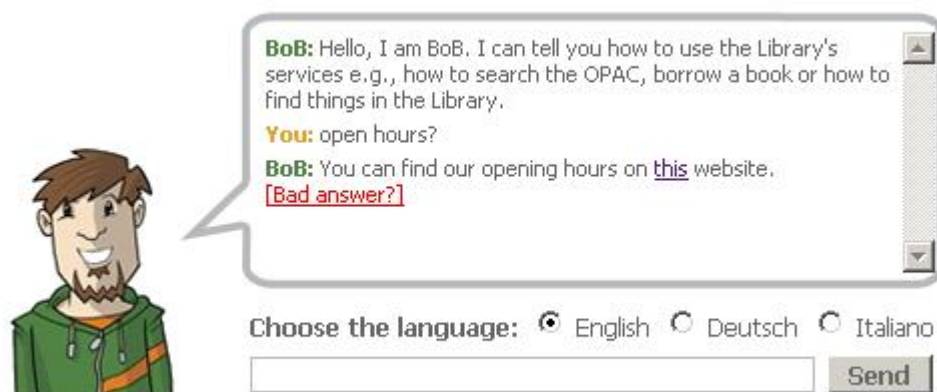 BoB: Hello, I am BoB. I can tell you how to use the Library's
services e.g., how to search the OPAC, borrow a book or how to
find things in the Library.
You: open hours?
BoB: You can find our opening hours on this website.
[Bad answer?]
Choose the language: English Deutsch Italiano
Send